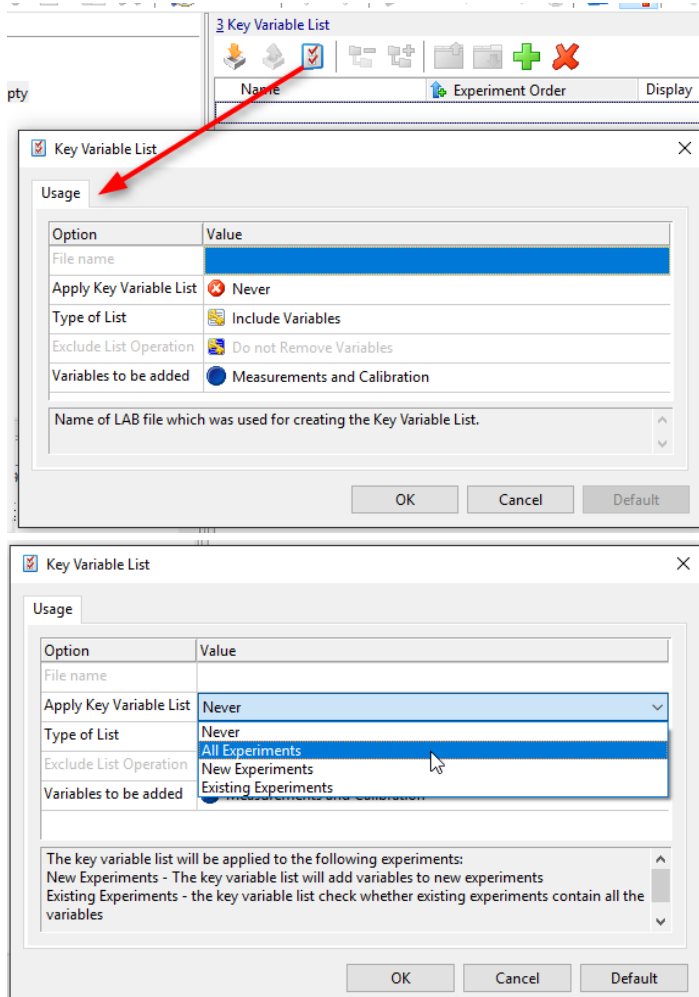 3 Key Variable List
pty
Name Experiment Order Display
Key Variable List
Usage
Option Value
File name
Apply Key Variable List Never
Type of List Include Variables
Exclude List Operation Do not Remove Variables
Variables to be added Measurements and Calibration
Name of LAB file which was used for creating the Key Variable List.
OK Cancel Default
Key Variable List
Usage
Option Value
File name
Apply Key Variable List Never
Never
Type of List
All Experiments
Exclude List Operation
New Experiments
Existing Experiments
Variables to be added Measurements and Calibration
The key variable list will be applied to the following experiments:
New Experiments - The key variable list will add variables to new experiments
Existing Experiments - the key variable list check whether existing experiments contain all the
variables
OK Cancel Default